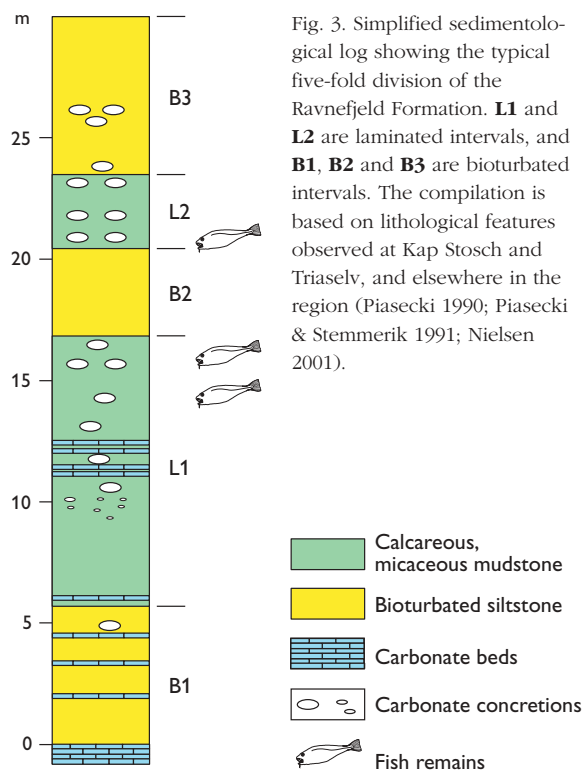 m
B3
25
L2
20
B2
15
L1
10
5
B1
0
Fig. 3. Simplified sedimentolo-
gical log showing the typical
five-fold division of the
Ravnefjeld Formation. L1 and
L2 are laminated intervals, and
B1, B2 and B3 are bioturbated
intervals. The compilation is
based on lithological features
observed at Kap Stosch and
Triaselv, and elsewhere in the
region (Piasecki 1990; Piasecki
& Stemmerik 1991; Nielsen
2001).
Calcareous,
micaceous mudstone
Bioturbated siltstone
Carbonate beds
Carbonate concretions
Fish remains